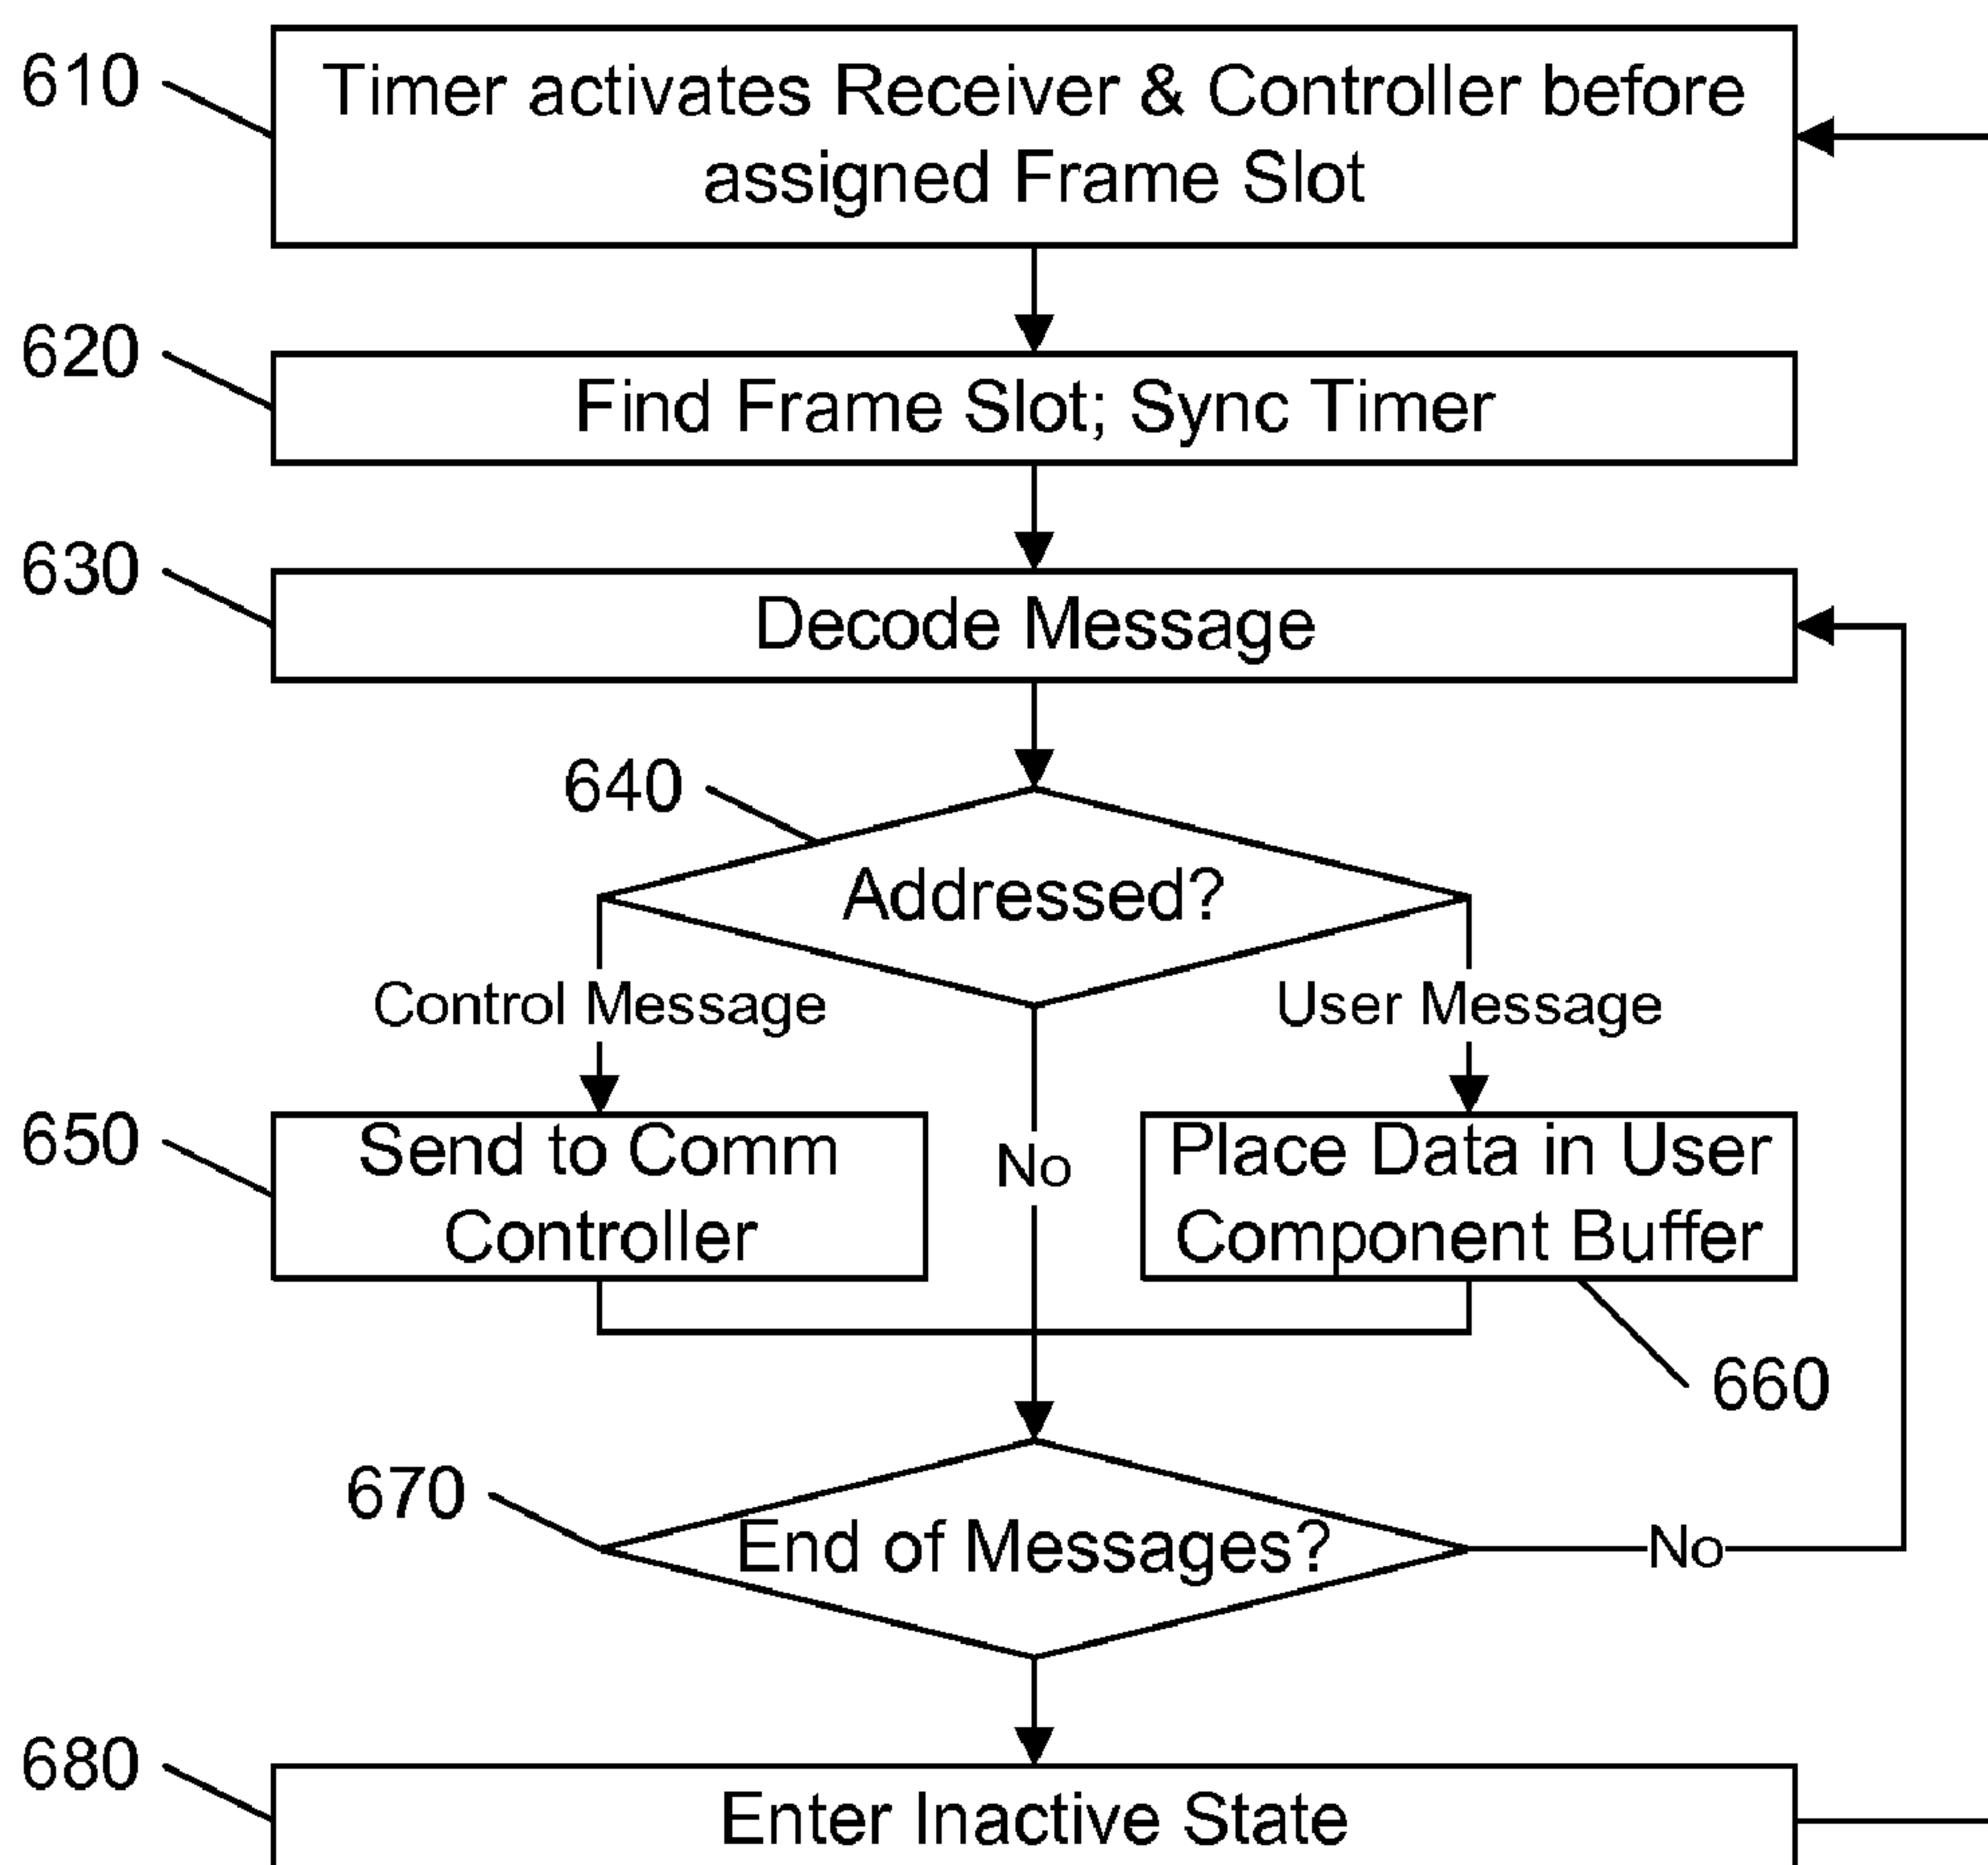 610
Timer activates Receiver & Controller before
assigned Frame Slot
620
Find Frame Slot; Sync Timer
630
Decode Message
640
Addressed?
Control Message
User Message
650
Send to Comm
Controller
No
Place Data in User
Component Buffer
660
670
End of Messages?
No
680
Enter Inactive State